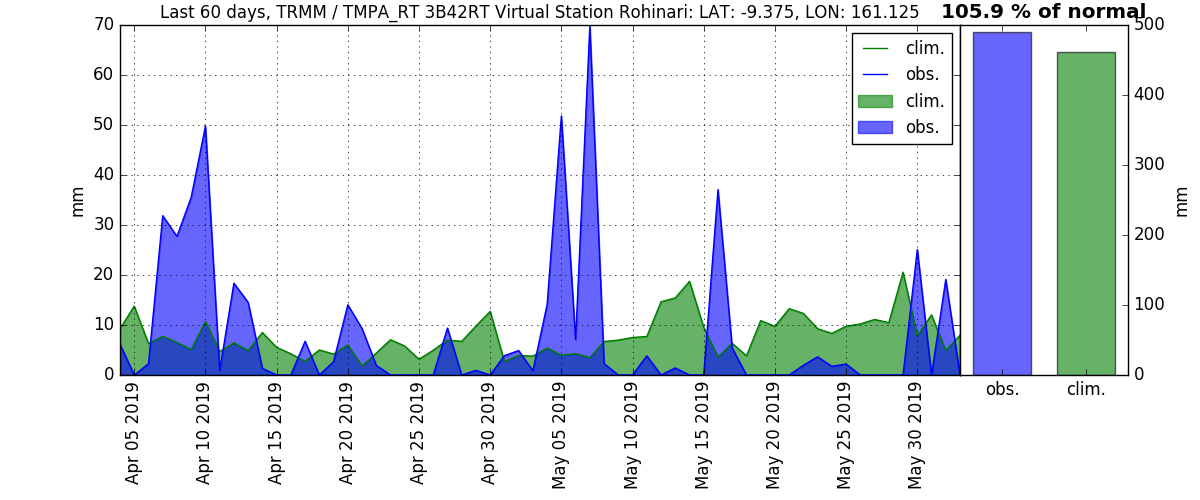 Last 60 days, TRMM / TMPA_RT 3B42RT Virtual Station Rohinari: LAT: -9.375, LON: 161.125
105.9 % of normal
70
60
50
40
30
20
10
0
mm
clim.
obs.
clim.
obs.
Apr 05 2019
Apr 10 2019
Apr 15 2019
Apr 20 2019
Apr 25 2019
Apr 30 2019
May 05 2019
May 10 2019
May 15 2019
May 20 2019
May 25 2019
May 30 2019
500
400
300
200
100
0
mm
obs.
clim.